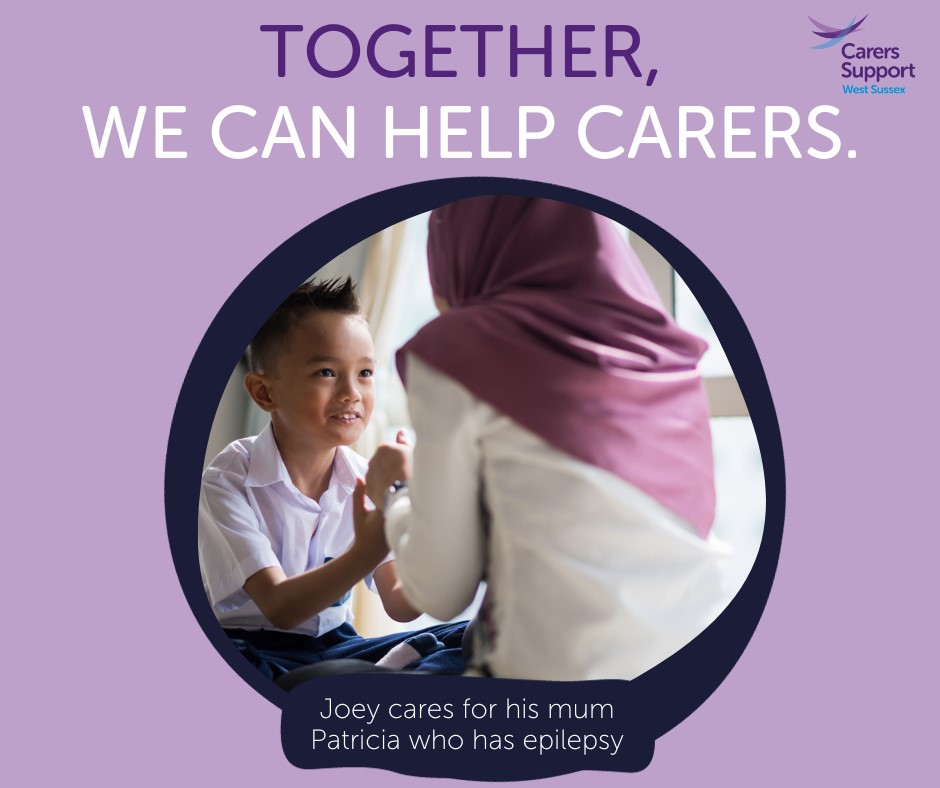 TOGETHER,
WE CAN HELP CARERS.
Carers
Support
West Sussex
Joey cares for his mum
Patricia who has epilepsy